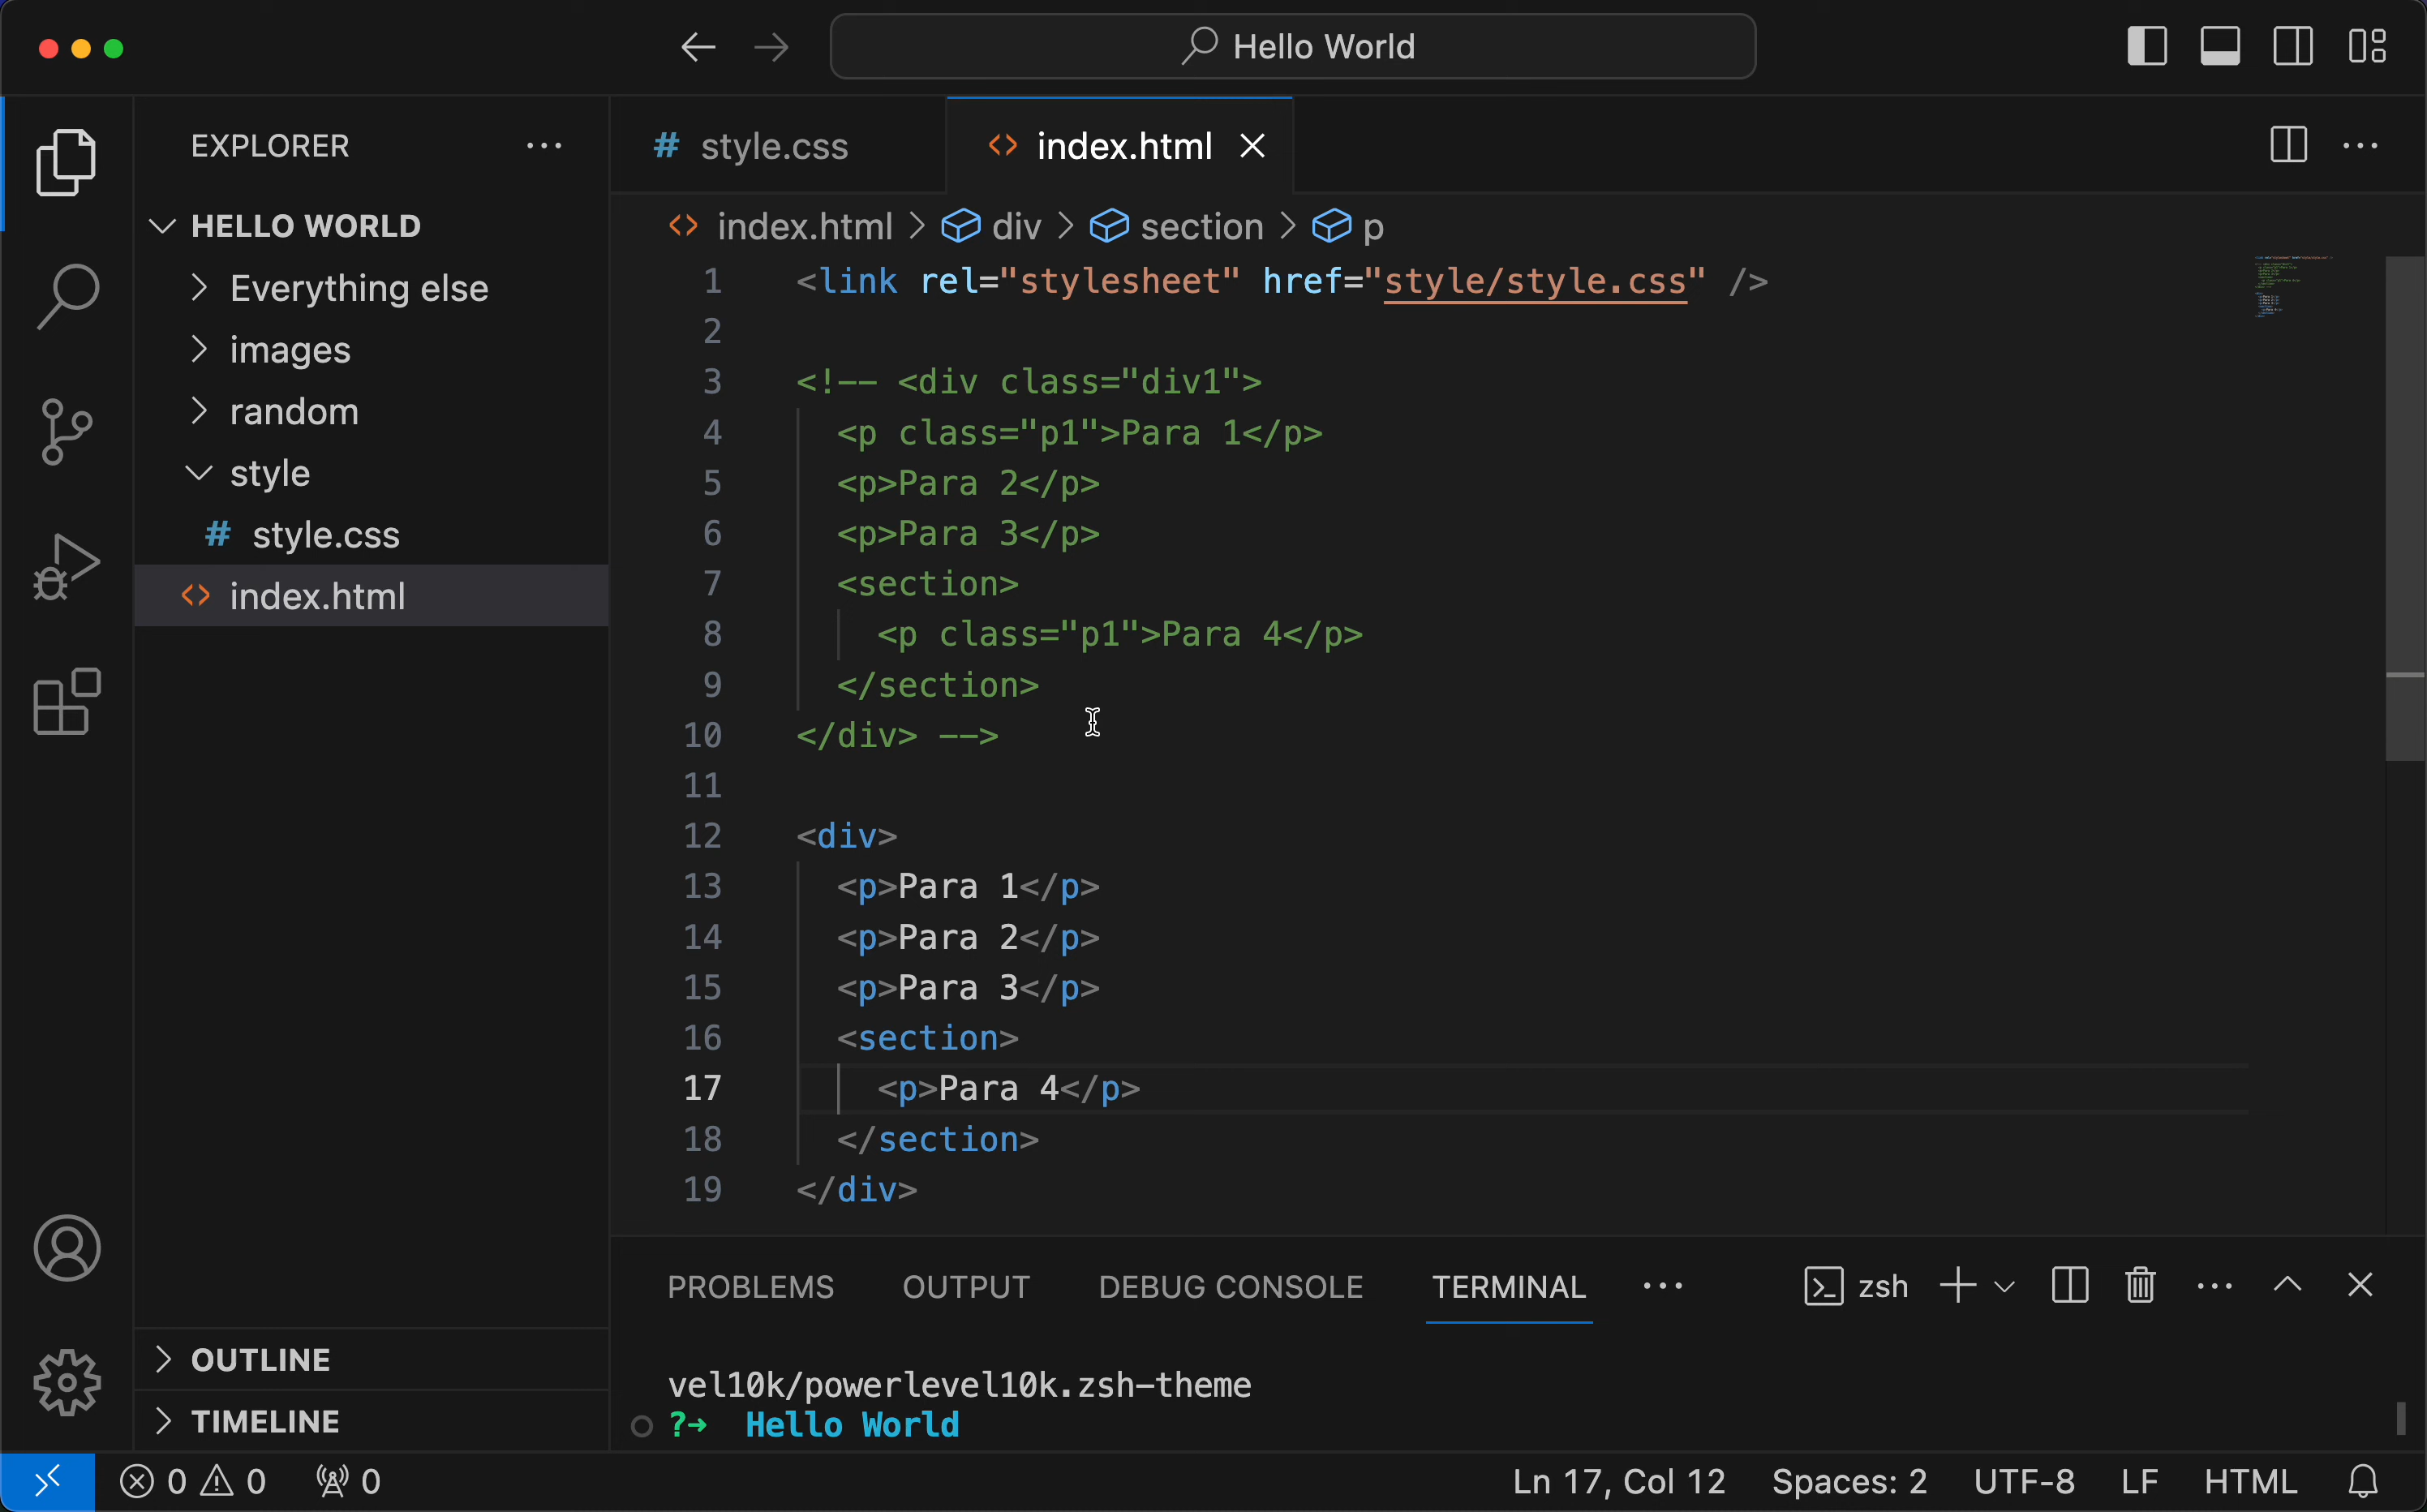 Hello World
EXPLORER
HELLO WORLD
Everything else
images
random
style
# style.css
<> index.html
OUTLINE
TIMELINE
# style.css
<> index.html
<> index.html > div > section > p
1 <link rel="stylesheet" href="style/style.css" />
2
3 <!-- <div class="div1">
4 <p class="p1">Para 1</p>
5 <p>Para 2</p>
6 <p>Para 3</p>
7 <section>
8 <p class="p1">Para 4</p>
9 </section>
10 </div> -->
11
12 <div>
13 <p>Para 1</p>
14 <p>Para 2</p>
15 <p>Para 3</p>
16 <section>
17 <p>Para 4</p>
18 </section>
19 </div>
PROBLEMS OUTPUT DEBUG CONSOLE TERMINAL ... zsh
vel10k/powerlevel10k.zsh-theme
?→ Hello World
0 0 0 Ln 17, Col 12 Spaces: 2 UTF-8 LF HTML